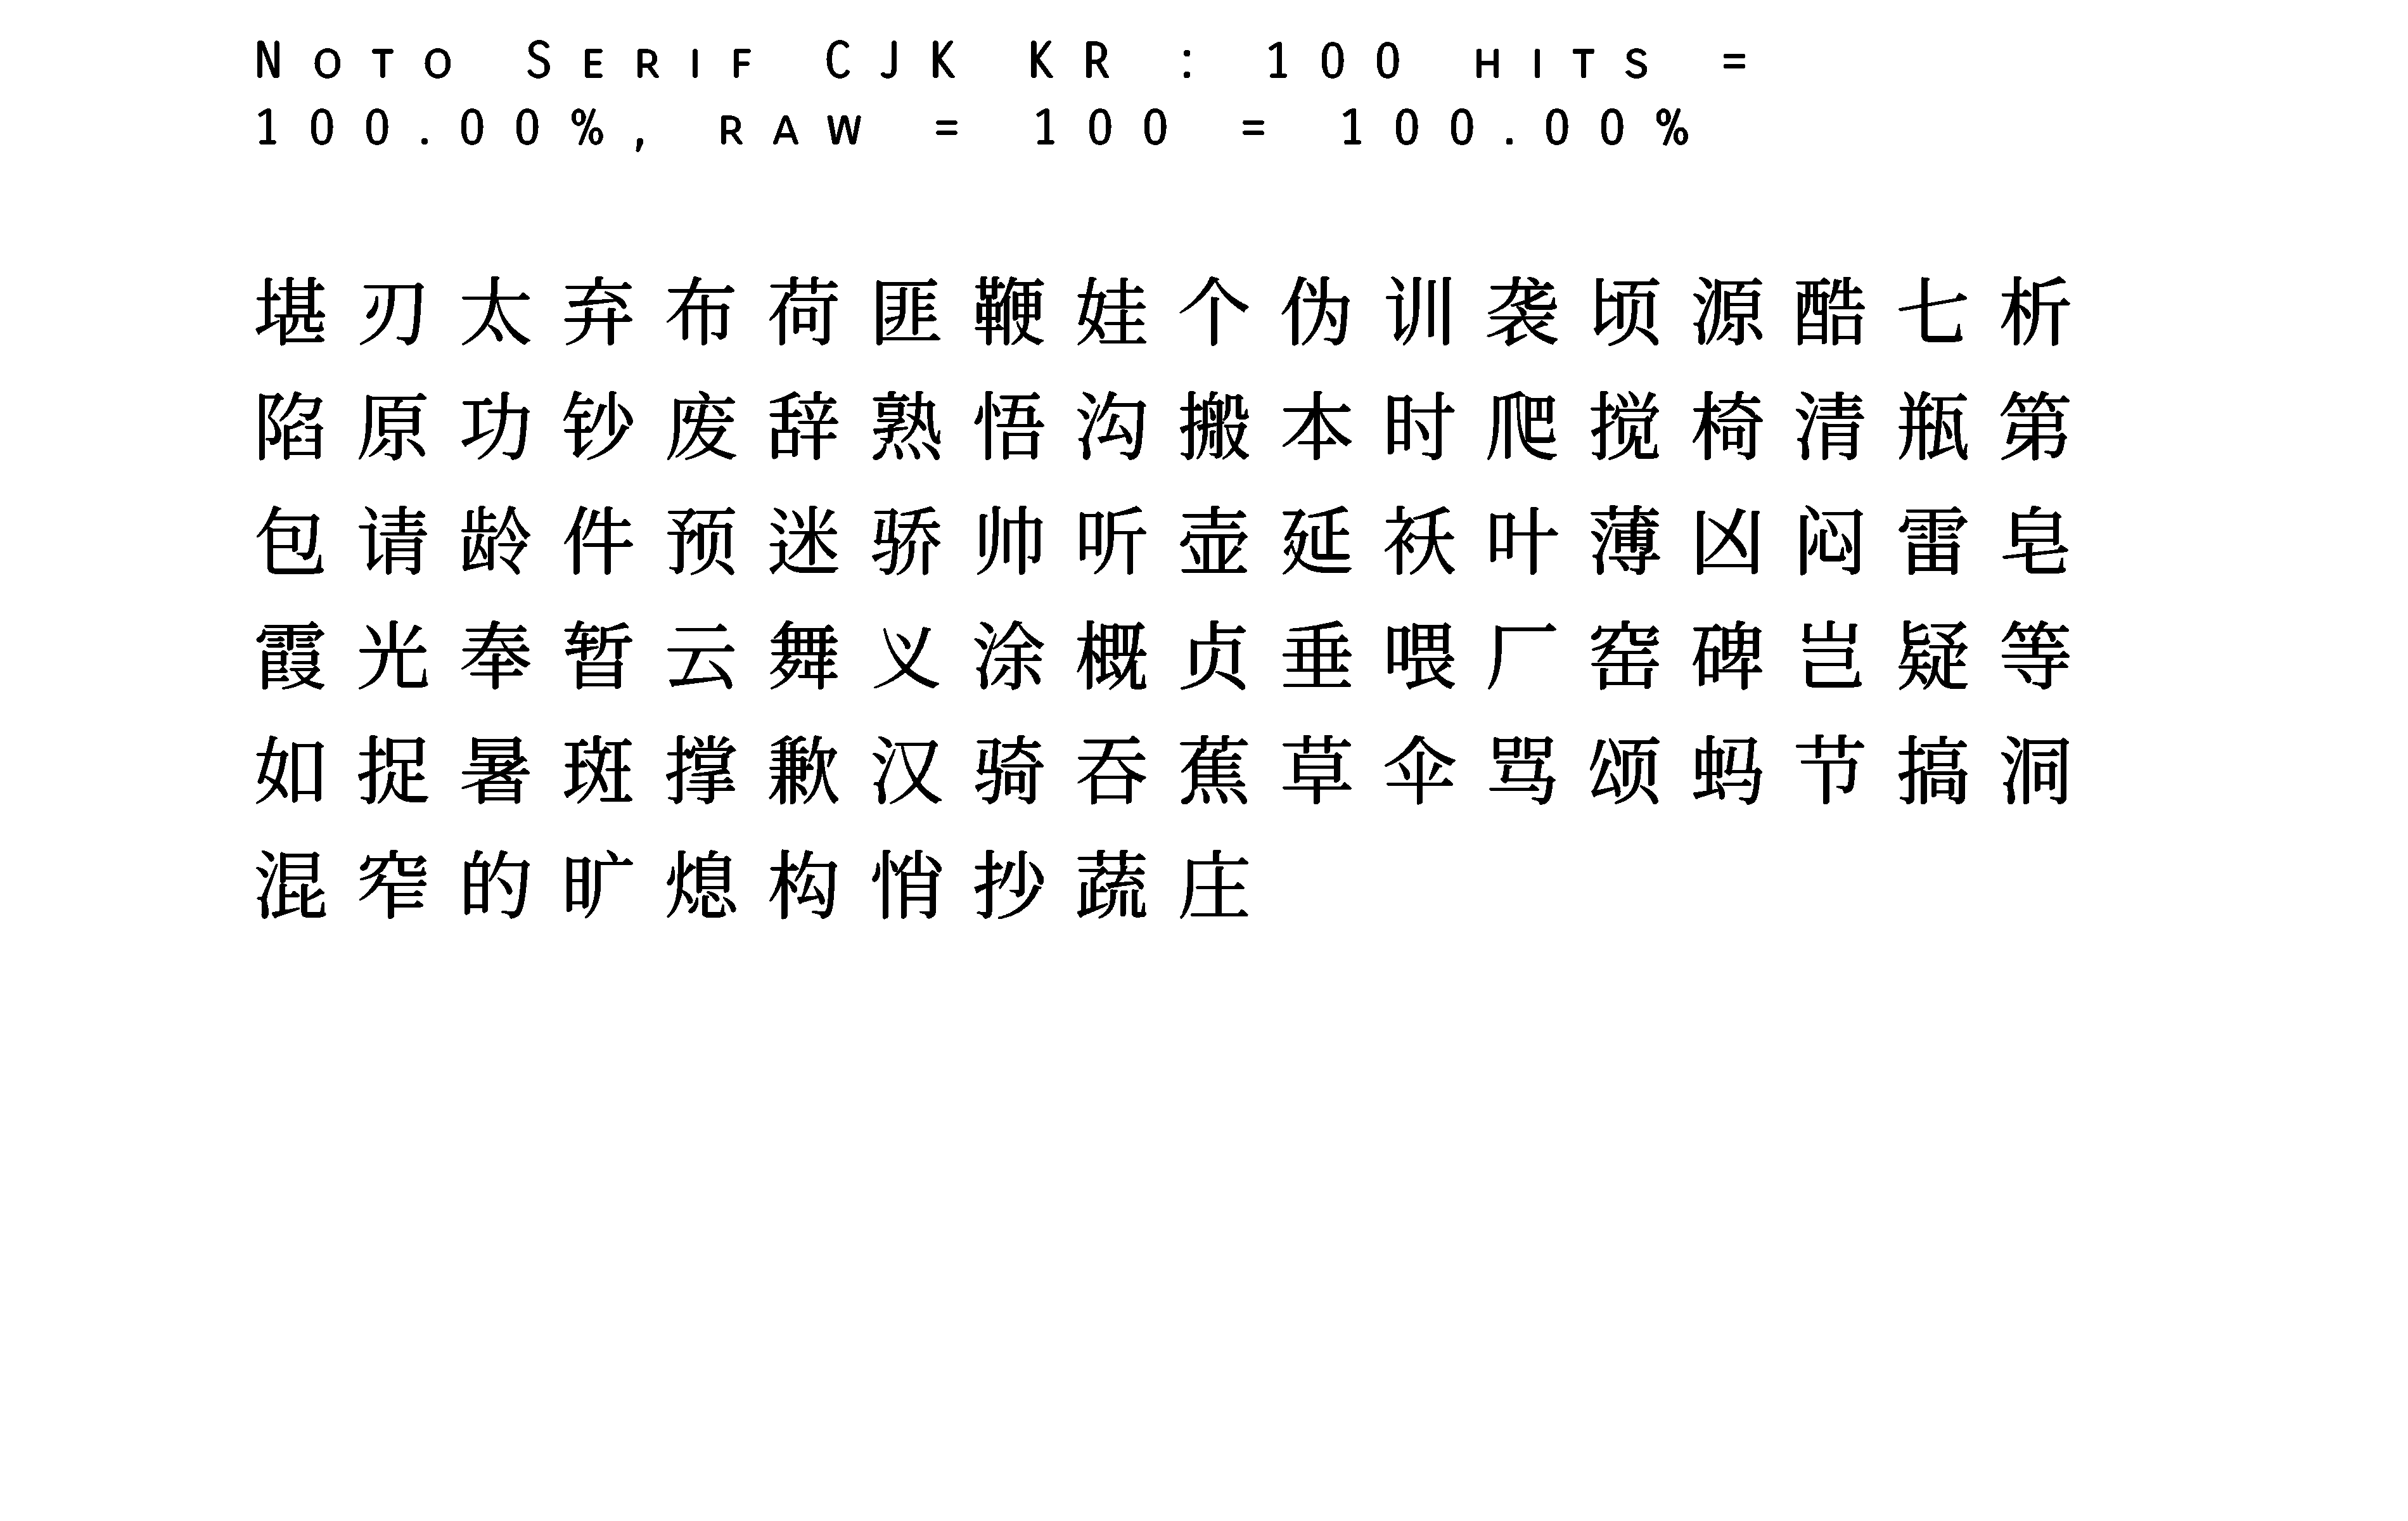 Noto Serif CJK KR : 100 hits =
100.00%, raw = 100 = 100.00%
堪刃太弃布荷匪鞭娃个伪训袭顷源酷七析
陷原功钞废辞熟悟沟搬本时爬搅椅清瓶第
包请龄件预迷骄帅听壶延袄叶薄凶闷雷皂
霞光奉暂云舞义涂概贞垂喂厂窑碑岂疑等
如捉暑斑撑歉汉骑吞蕉草伞骂颂蚂节搞洞
混窄的旷熄构悄抄蔬庄